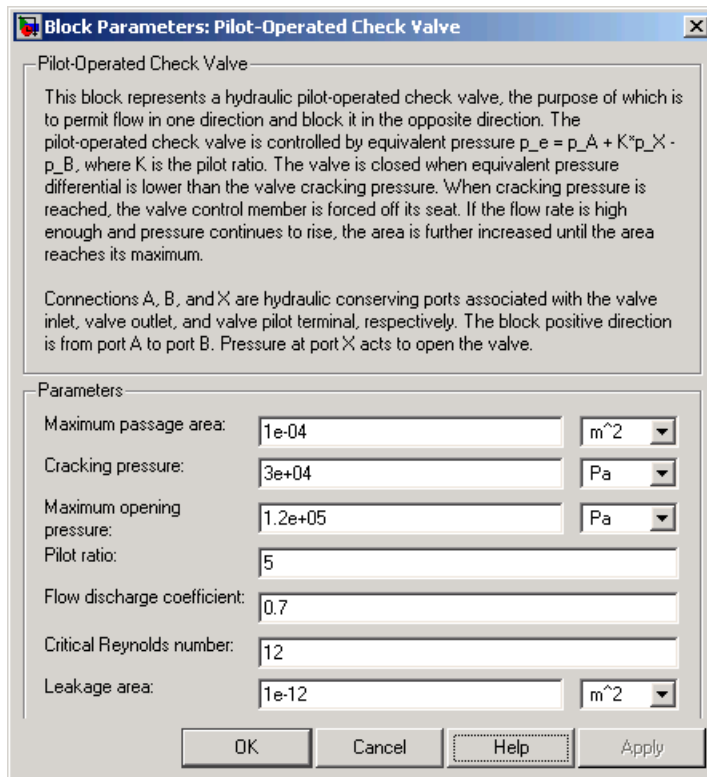 Block Parameters: Pilot-Operated Check Valve
Pilot-Operated Check Valve
This block represents a hydraulic pilot-operated check valve, the purpose of which is
to permit flow in one direction and block it in the opposite direction. The
pilot-operated check valve is controlled by equivalent pressure p_e = p_A + K*p_X -
p_B, where K is the pilot ratio. The valve is closed when equivalent pressure
differential is lower than the valve cracking pressure. When cracking pressure is
reached, the valve control member is forced off its seat. If the flow rate is high
enough and pressure continues to rise, the area is further increased until the area
reaches its maximum.
Connections A, B, and X are hydraulic conserving ports associated with the valve
inlet, valve outlet, and valve pilot terminal, respectively. The block positive direction
is from port A to port B. Pressure at port X acts to open the valve.
Parameters
Maximum passage area: 1e-04 m^2
Cracking pressure: 3e+04 Pa
Maximum opening
pressure: 1.2e+05 Pa
Pilot ratio: 5
Flow discharge coefficient: 0.7
Critical Reynolds number: 12
Leakage area: 1e-12 m^2
OK Cancel Help Apply